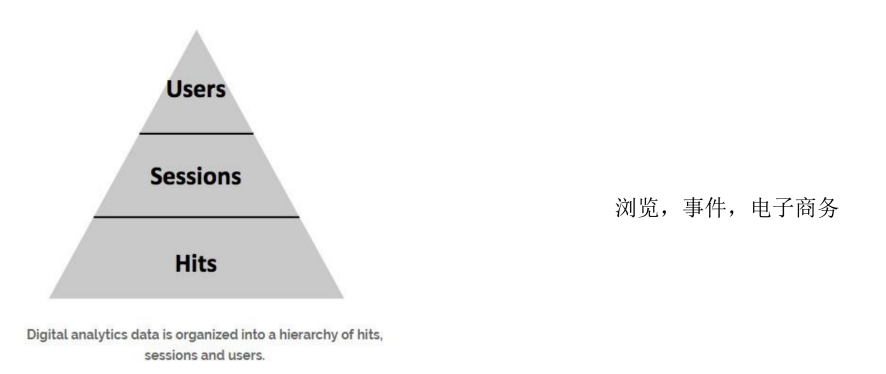 Users
Sessions
Hits
浏览，事件，电子商务
Digital analytics data is organized into a hierarchy of hits,
sessions and users.